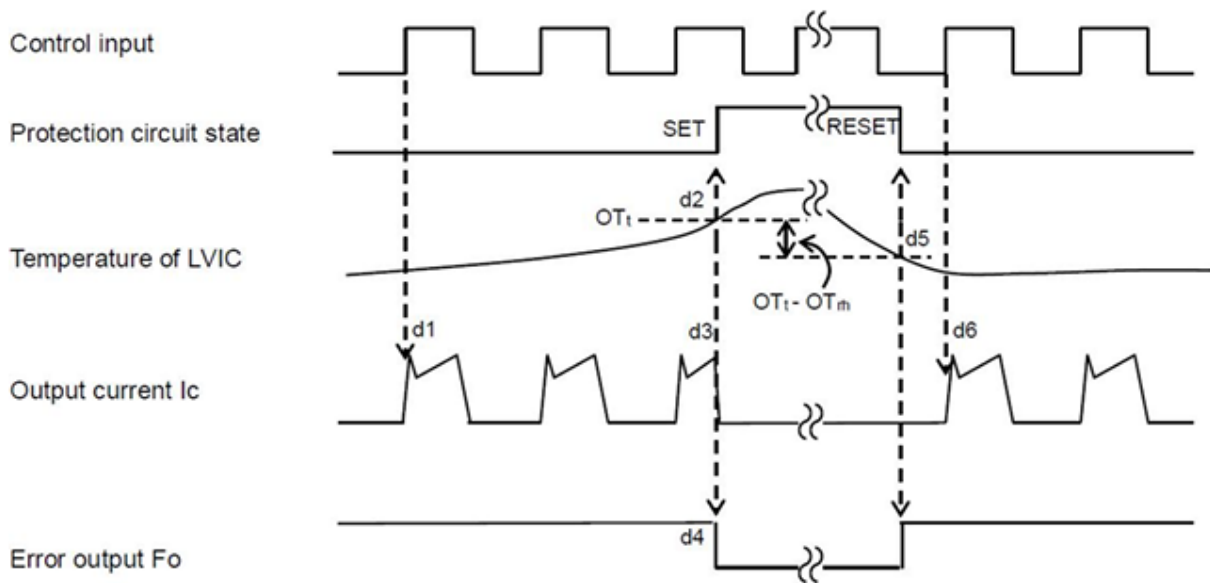 Control input
Protection circuit state
SET
RESET
d2
OTt
d5
Temperature of LVIC
OTt - OTrh
d1
d3
d6
Output current Ic
d4
Error output Fo